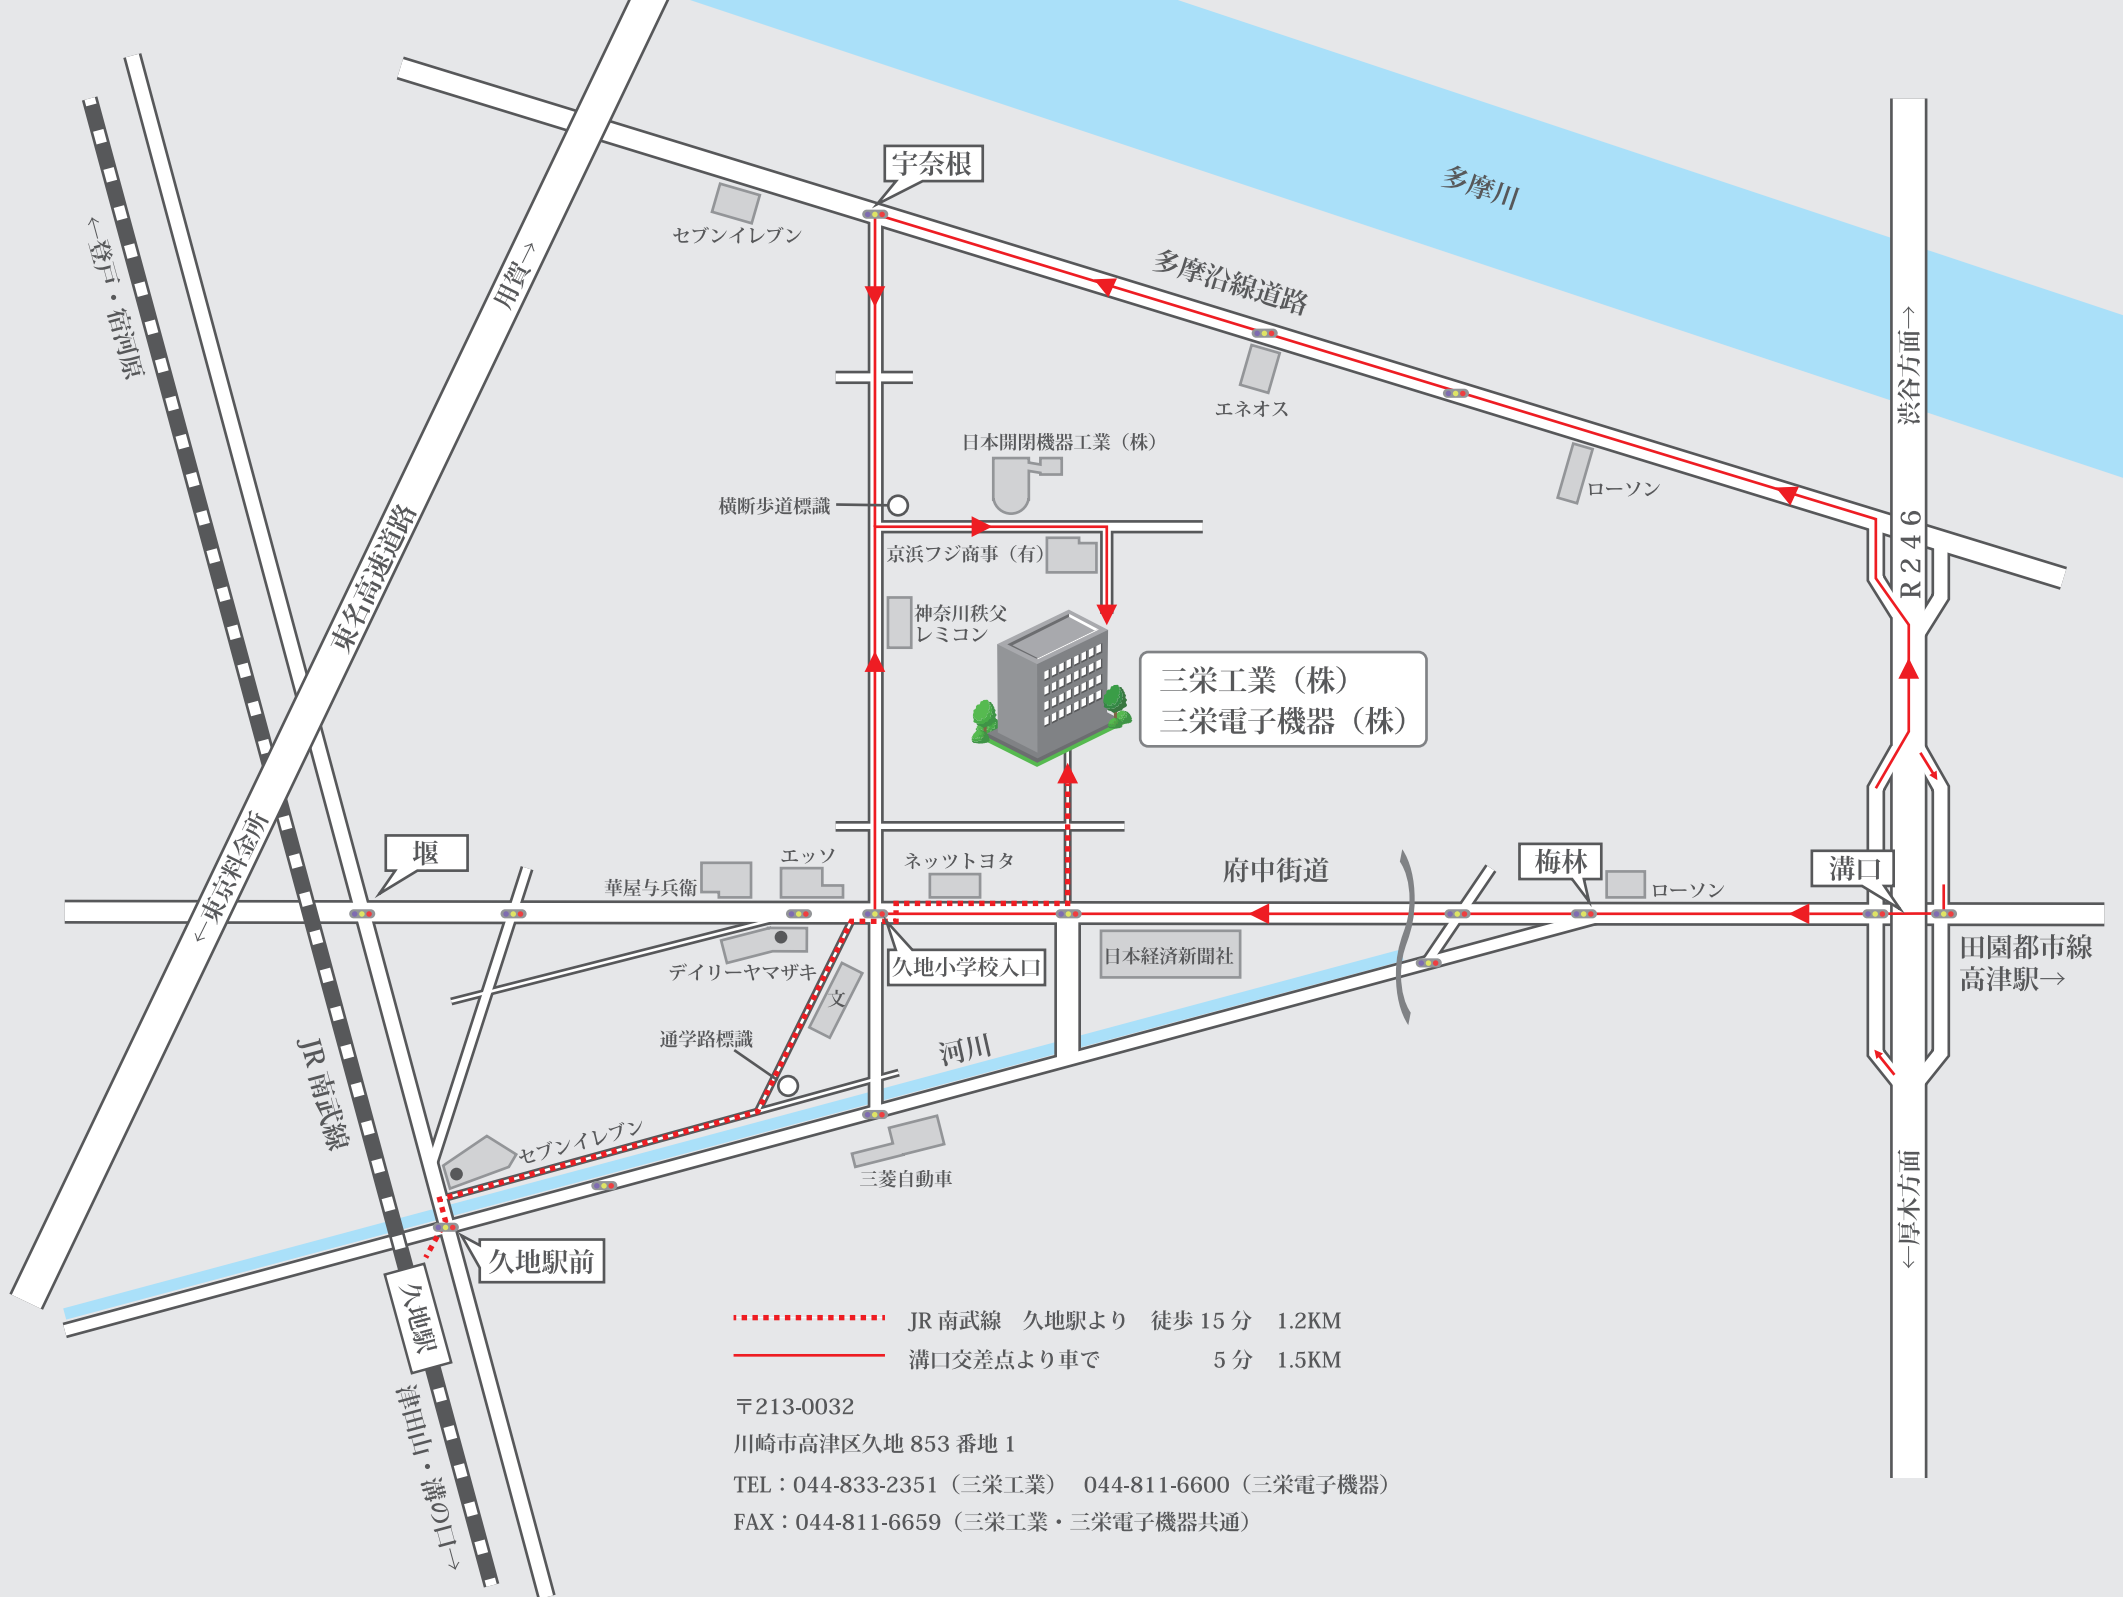 宇奈根
多摩川
セブンイレブン
←登戸・宿河原
用賀→
多摩沿線道路
渋谷方面→
エネオス
日本開閉機器工業（株）
横断歩道標識
ローソン
R246
東名高速道路
京浜フジ商事（有）
神奈川秩父
レミコン
三栄工業（株）
三栄電子機器（株）
←東京料金所
堰
エッソ
ネッツトヨタ
府中街道
梅林
溝口
華屋与兵衛
ローソン
田園都市線
高津駅→
デイリーヤマザキ
文
久地小学校入口
日本経済新聞社
通学路標識
河川
JR 南武線
セブンイレブン
三菱自動車
←厚木方面
久地駅前
久地駅
津田山・溝の口→
JR 南武線　久地駅より　徒歩 15 分　1.2KM
溝口交差点より車で　5 分　1.5KM
〒213-0032
川崎市高津区久地 853 番地 1
TEL：044-833-2351（三栄工業）　044-811-6600（三栄電子機器）
FAX：044-811-6659（三栄工業・三栄電子機器共通）